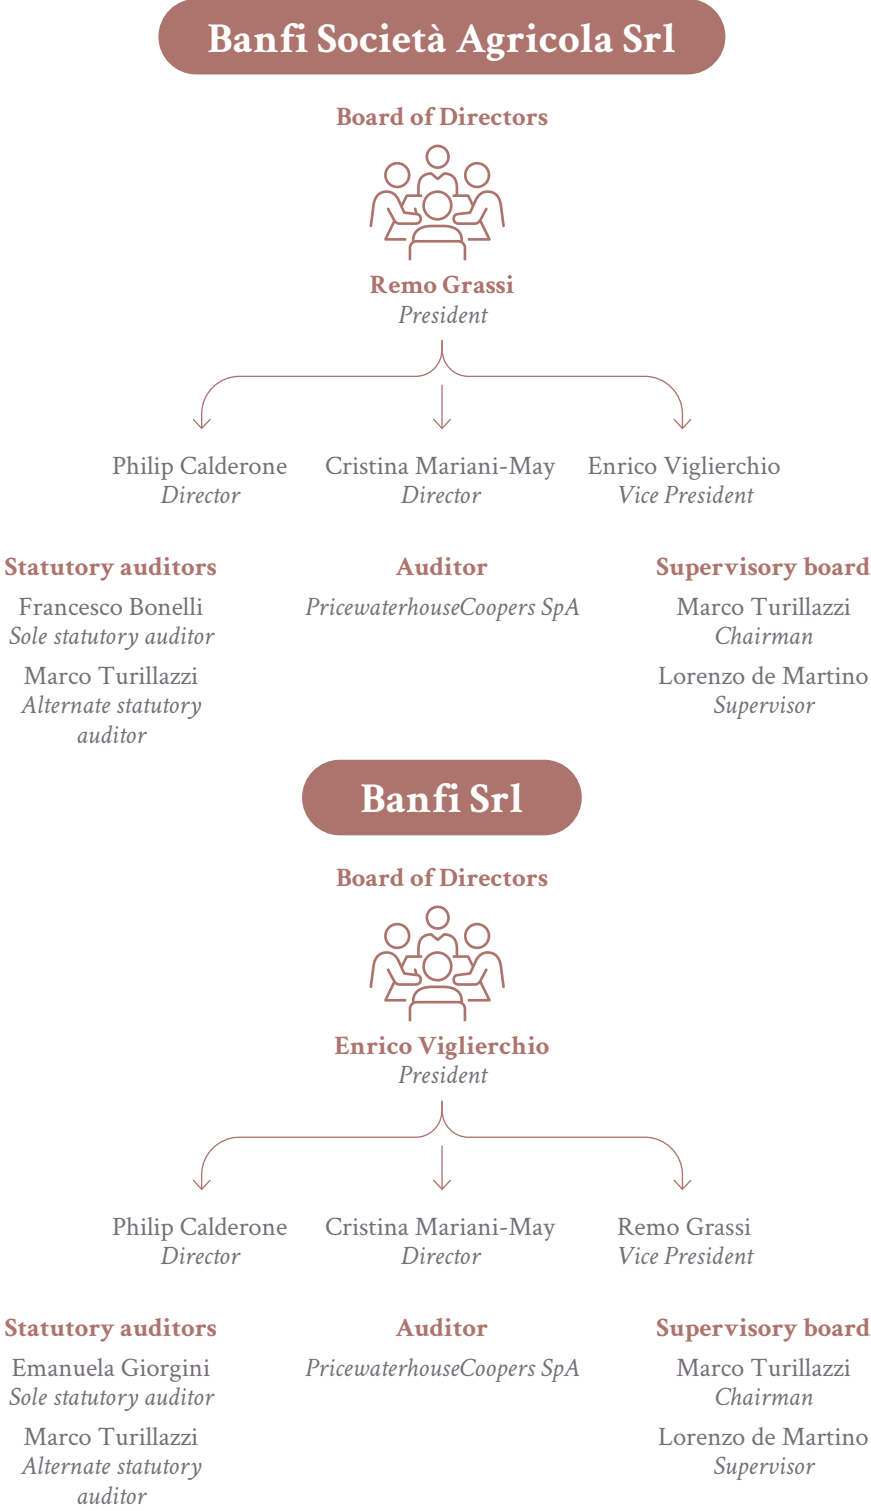 Banfi Società Agricola Srl
Board of Directors
Remo Grassi
President
Philip Calderone
Director
Cristina Mariani-May
Director
Enrico Viglierchio
Vice President
Statutory auditors
Francesco Bonelli
Sole statutory auditor
Marco Turillazzi
Alternate statutory
auditor
Auditor
PricewaterhouseCoopers SpA
Supervisory board
Marco Turillazzi
Chairman
Lorenzo de Martino
Supervisor
Banfi Srl
Board of Directors
Enrico Viglierchio
President
Philip Calderone
Director
Cristina Mariani-May
Director
Remo Grassi
Vice President
Statutory auditors
Emanuela Giorgini
Sole statutory auditor
Marco Turillazzi
Alternate statutory
auditor
Auditor
PricewaterhouseCoopers SpA
Supervisory board
Marco Turillazzi
Chairman
Lorenzo de Martino
Supervisor